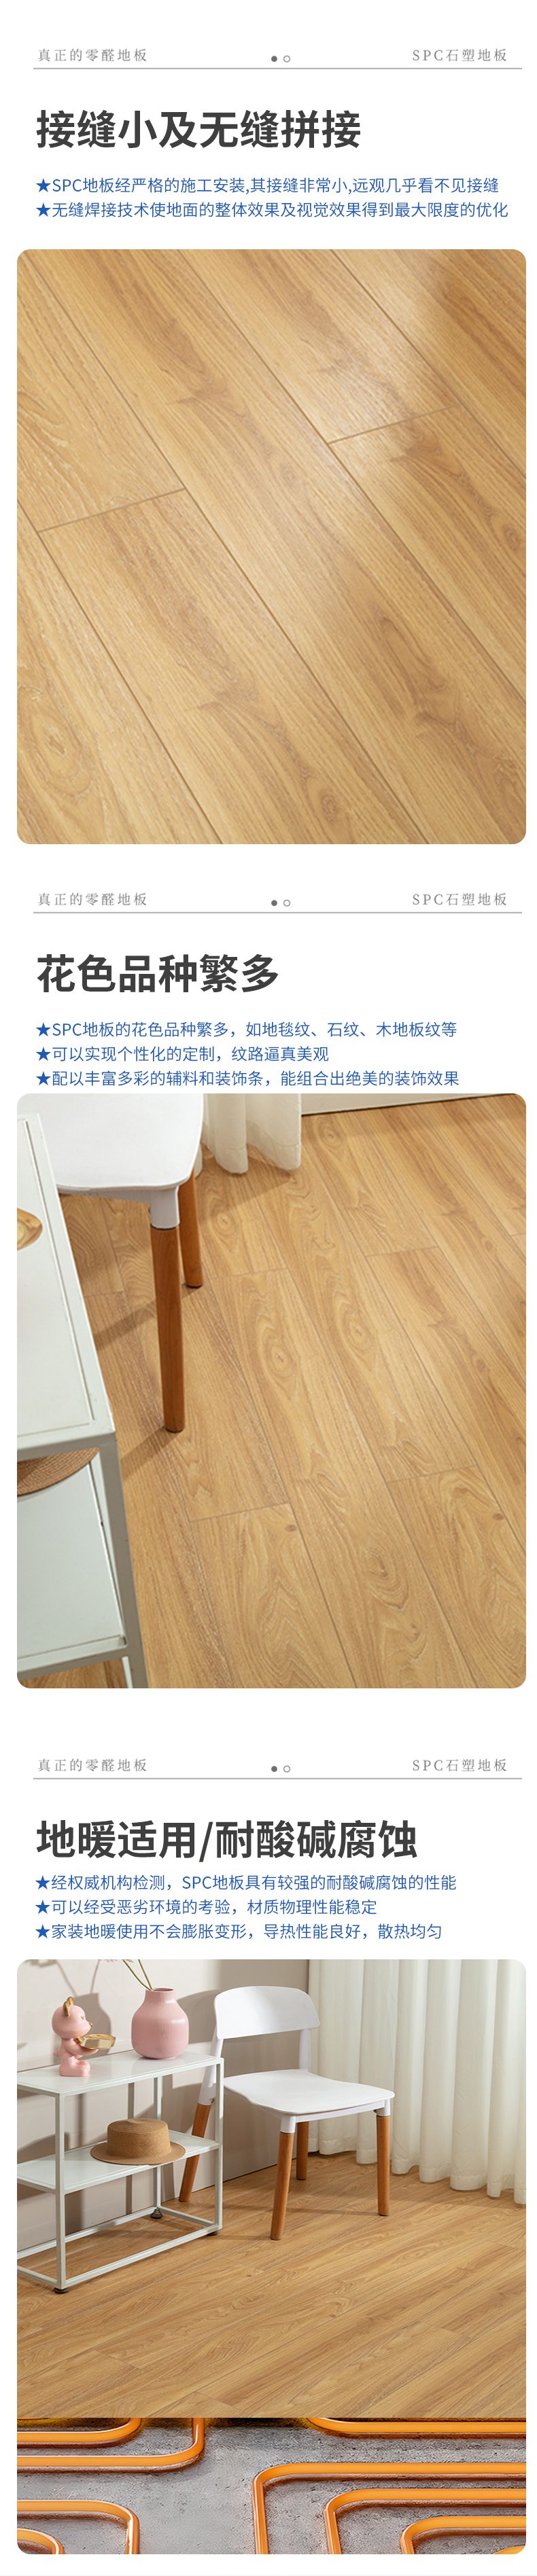 真正的零醛地板
SPC石塑地板
接缝小及无缝拼接
★SPC地板经严格的施工安装,其接缝非常小,远观几乎看不见接缝
★无缝焊接技术使地面的整体效果及视觉效果得到最大限度的优化
真正的零醛地板
SPC石塑地板
花色品种繁多
★SPC地板的花色品种繁多，如地毯纹、石纹、木地板纹等
★可以实现个性化的定制，纹路逼真美观
★配以丰富多彩的辅料和装饰条，能组合出绝美的装饰效果
真正的零醛地板
SPC石塑地板
地暖适用/耐酸碱腐蚀
★经权威机构检测，SPC地板具有较强的耐酸碱腐蚀的性能
★可以经受恶劣环境的考验，材质物理性能稳定
★家装地暖使用不会膨胀变形，导热性能良好，散热均匀